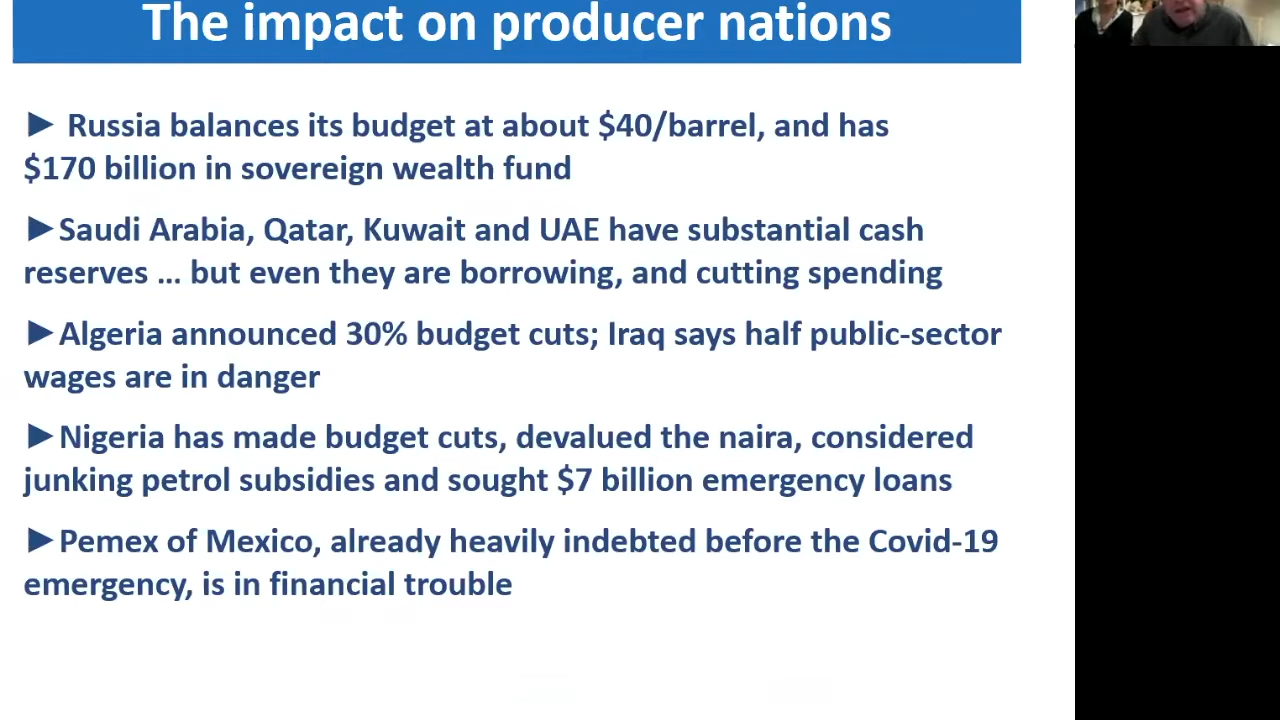 The impact on producer nations
► Russia balances its budget at about $40/barrel, and has
$170 billion in sovereign wealth fund
►Saudi Arabia, Qatar, Kuwait and UAE have substantial cash
reserves ... but even they are borrowing, and cutting spending
►Algeria announced 30% budget cuts; Iraq says half public-sector
wages are in danger
►Nigeria has made budget cuts, devalued the naira, considered
junking petrol subsidies and sought $7 billion emergency loans
►Pemex of Mexico, already heavily indebted before the Covid-19
emergency, is in financial trouble